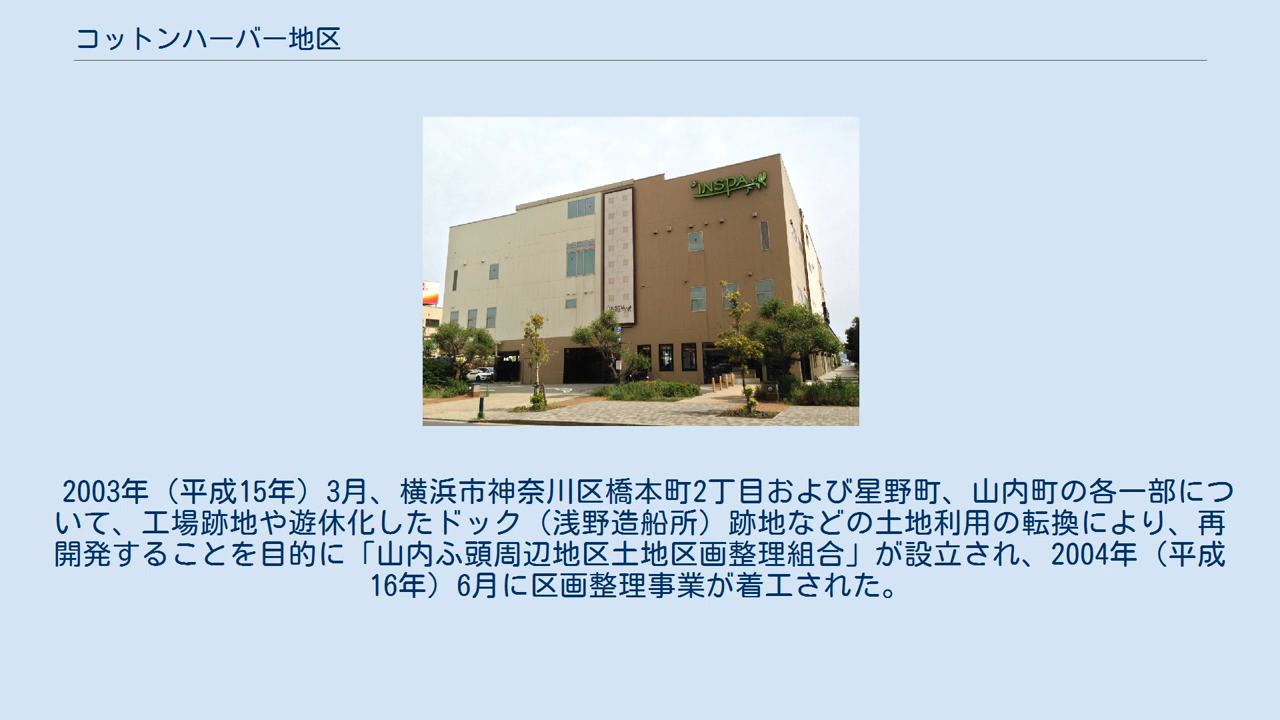 コットンハーバー地区
INSPA
INSPA
2003年（平成15年）3月、横浜市神奈川区橋本町2丁目および星野町、山内町の各一部につ
いて、工場跡地や遊休化したドック（浅野造船所）跡地などの土地利用の転換により、再
開発することを目的に「山内ふ頭周辺地区土地区画整理組合」が設立され、2004年（平成
16年）6月に区画整理事業が着工された。